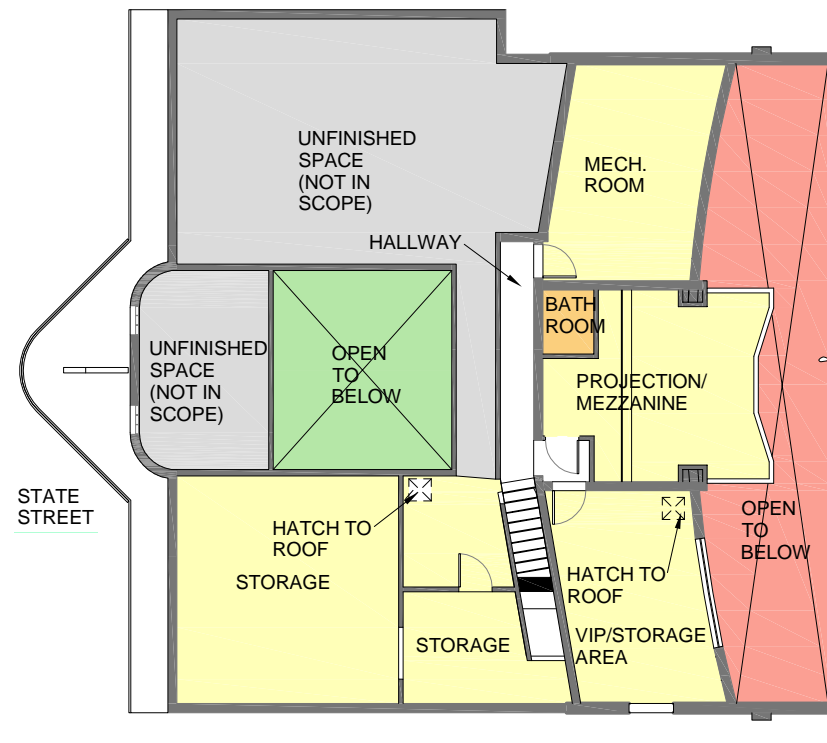 UNFINISHED
SPACE
(NOT IN
SCOPE)
MECH.
ROOM
HALLWAY
BATH
ROOM
UNFINISHED
SPACE
(NOT IN
SCOPE)
OPEN
TO
BELOW
PROJECTION/
MEZZANINE
STATE
STREET
HATCH TO
ROOF
STORAGE
OPEN
TO
BELOW
HATCH TO
ROOF
STORAGE
VIP/STORAGE
AREA